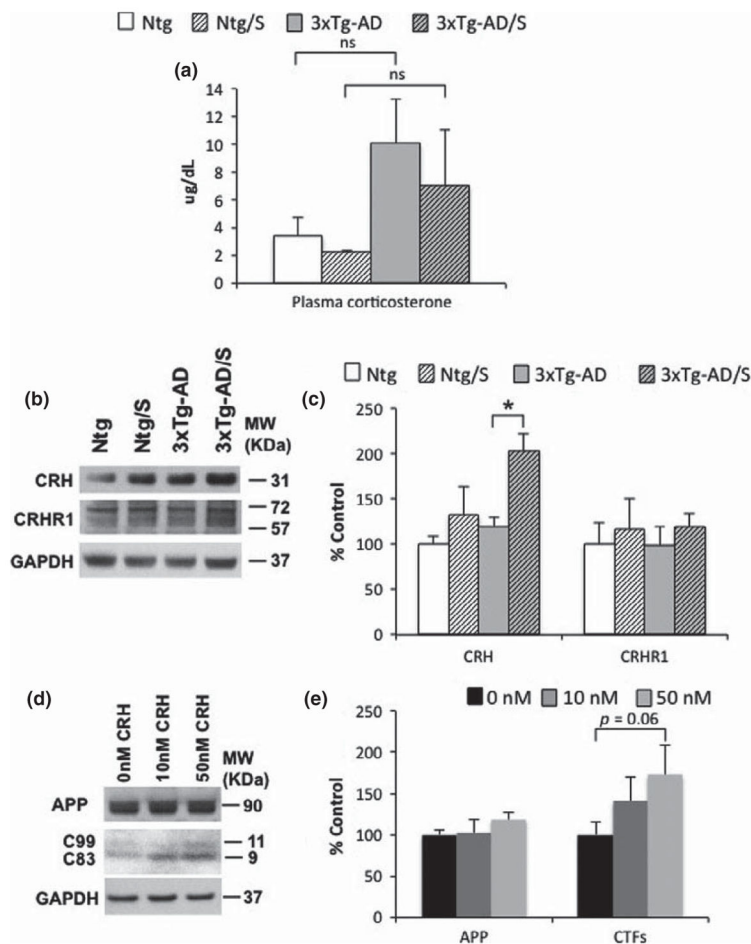 Ntg Ntg/S 3xTg-AD 3xTg-AD/S
(a)
ns
ns
14
12
10
8
6
4
2
0
ug/dL
Plasma corticosterone
(b)
Ntg
Ntg/S
3xTg-AD
3xTg-AD/S
MW
(KDa)
CRH
31
CRHR1
72
57
GAPDH
37
Ntg Ntg/S 3xTg-AD 3xTg-AD/S
(c)
*
250
200
150
100
50
0
% Control
CRH CRHR1
(d)
0nM CRH
10nM CRH
50nM CRH
MW
(KDa)
APP
90
C99
11
C83
9
GAPDH
37
(e)
0 nM 10 nM 50 nM
p = 0.06
250
200
150
100
50
0
% Control
APP CTFs